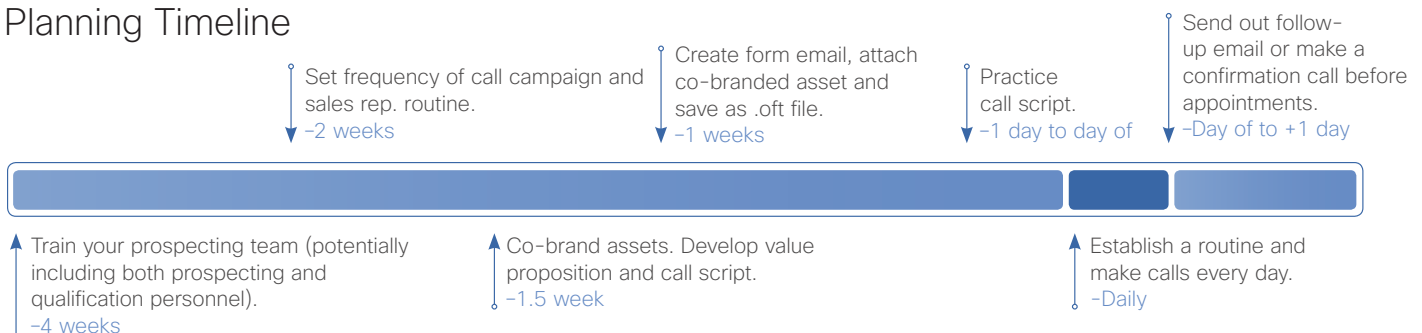 Planning Timeline
Set frequency of call campaign and
sales rep. routine.
–2 weeks
Create form email, attach
co-branded asset and
save as .oft file.
–1 weeks
Practice
call script.
–1 day to day of
Send out follow-
up email or make a
confirmation call before
appointments.
–Day of to +1 day
Train your prospecting team (potentially
including both prospecting and
qualification personnel).
–4 weeks
Co-brand assets. Develop value
proposition and call script.
–1.5 week
Establish a routine and
make calls every day.
–Daily